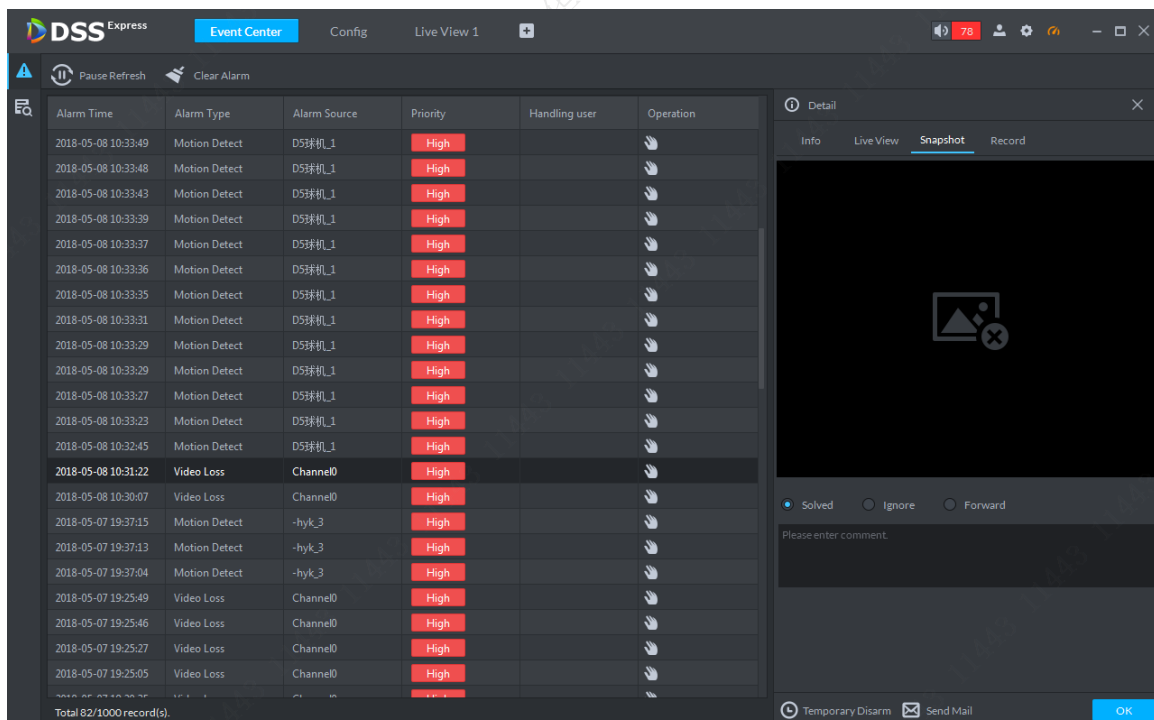 DSS Express Event Center Config Live View 1 78
Pause Refresh Clear Alarm
Alarm Time Alarm Type Alarm Source Priority Handling user Operation
2018-05-08 10:33:49 Motion Detect D5球机_1 High
2018-05-08 10:33:48 Motion Detect D5球机_1 High
2018-05-08 10:33:43 Motion Detect D5球机_1 High
2018-05-08 10:33:39 Motion Detect D5球机_1 High
2018-05-08 10:33:37 Motion Detect D5球机_1 High
2018-05-08 10:33:36 Motion Detect D5球机_1 High
2018-05-08 10:33:35 Motion Detect D5球机_1 High
2018-05-08 10:33:31 Motion Detect D5球机_1 High
2018-05-08 10:33:29 Motion Detect D5球机_1 High
2018-05-08 10:33:29 Motion Detect D5球机_1 High
2018-05-08 10:33:27 Motion Detect D5球机_1 High
2018-05-08 10:33:23 Motion Detect D5球机_1 High
2018-05-08 10:32:45 Motion Detect D5球机_1 High
2018-05-08 10:31:22 Video Loss Channel0 High
2018-05-08 10:30:07 Video Loss Channel0 High
2018-05-07 19:37:15 Motion Detect -hyk_3 High
2018-05-07 19:37:13 Motion Detect -hyk_3 High
2018-05-07 19:37:04 Motion Detect -hyk_3 High
2018-05-07 19:25:49 Video Loss Channel0 High
2018-05-07 19:25:46 Video Loss Channel0 High
2018-05-07 19:25:27 Video Loss Channel0 High
2018-05-07 19:25:05 Video Loss Channel0 High
Total 82/1000 record(s).
Detail
Info Live View Snapshot Record
Solved Ignore Forward
Please enter comment.
Temporary Disarm Send Mail OK